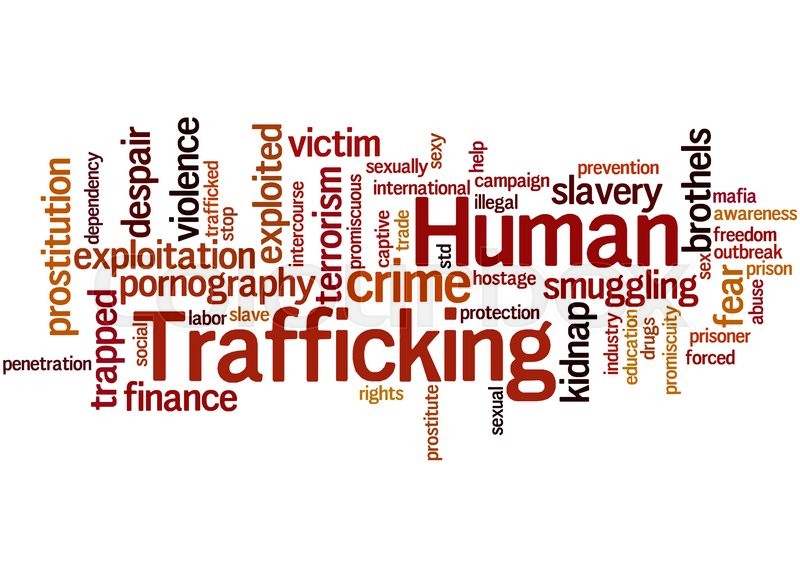 prostitution
dependency
despair
violence
trafficked
stop
exploited
victim
intercourse
terrorism
promiscuous
sexually
international
captive
trade
sexy
help
campaign
illegal
prevention
slavery
brothels
mafia
awareness
freedom
outbreak
prison
exploitation
pornography
crime
std
Human
hostage
smuggling
sex
fear
abuse
trapped
social
labor
slave
Trafficking
protection
kidnap
industry
education
drugs
promiscuity
prisoner
forced
penetration
finance
rights
prostitute
sexual